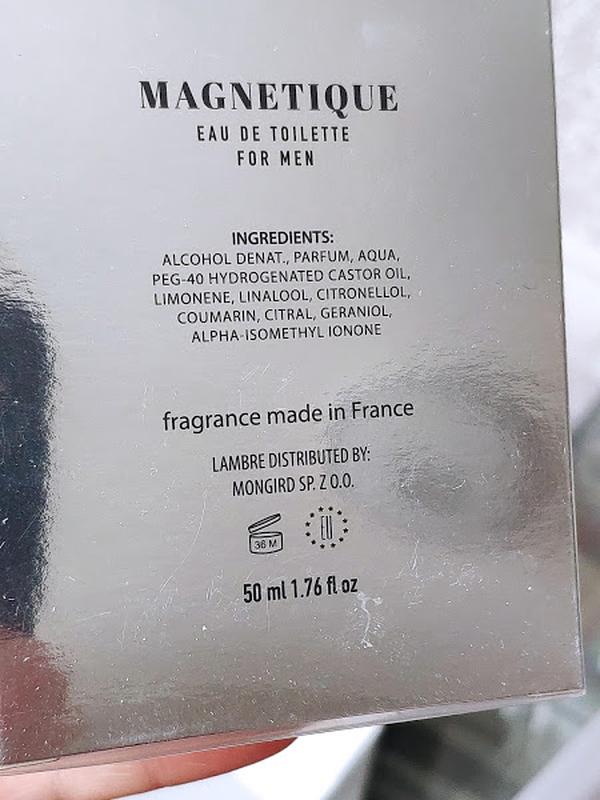 MAGNETIQUE
EAU DE TOILETTE
FOR MEN
INGREDIENTS:
ALCOHOL DENAT., PARFUM, AQUA,
PEG-40 HYDROGENATED CASTOR OIL,
LIMONENE, LINALOOL, CITRONELLOL,
COUMARIN, CITRAL, GERANIOL,
ALPHA-ISOMETHYL IONONE
fragrance made in France
LAMBRE DISTRIBUTED BY:
MONGIRD SP. Z O.O.
36 M EU
50 ml 1.76 fl oz